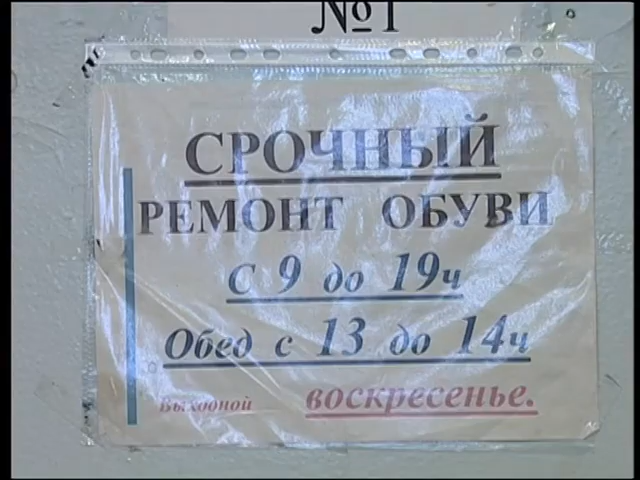 №1
СРОЧНЫЙ
РЕМОНТ ОБУВИ
С 9 до 19ч
Обед с 13 до 14ч
Выходной воскресенье.